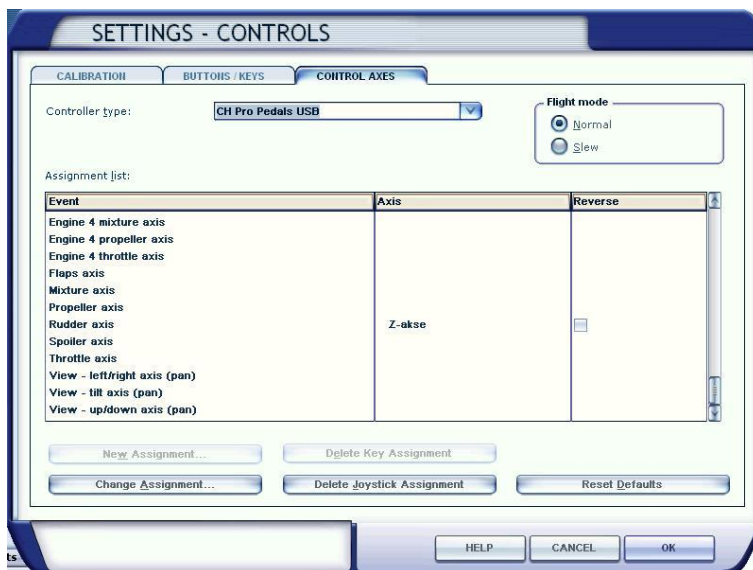 SETTINGS - CONTROLS
CALIBRATION BUTTONS / KEYS CONTROL AXES
Controller type: CH Pro Pedals USB
Flight mode
Normal
Slew
Assignment list:
Event Axis Reverse
Engine 4 mixture axis
Engine 4 propeller axis
Engine 4 throttle axis
Flaps axis
Mixture axis
Propeller axis
Rudder axis Z-akse
Spoiler axis
Throttle axis
View - left/right axis (pan)
View - tilt axis (pan)
View - up/down axis (pan)
New Assignment... Delete Key Assignment
Change Assignment... Delete Joystick Assignment Reset Defaults
HELP CANCEL OK
ts